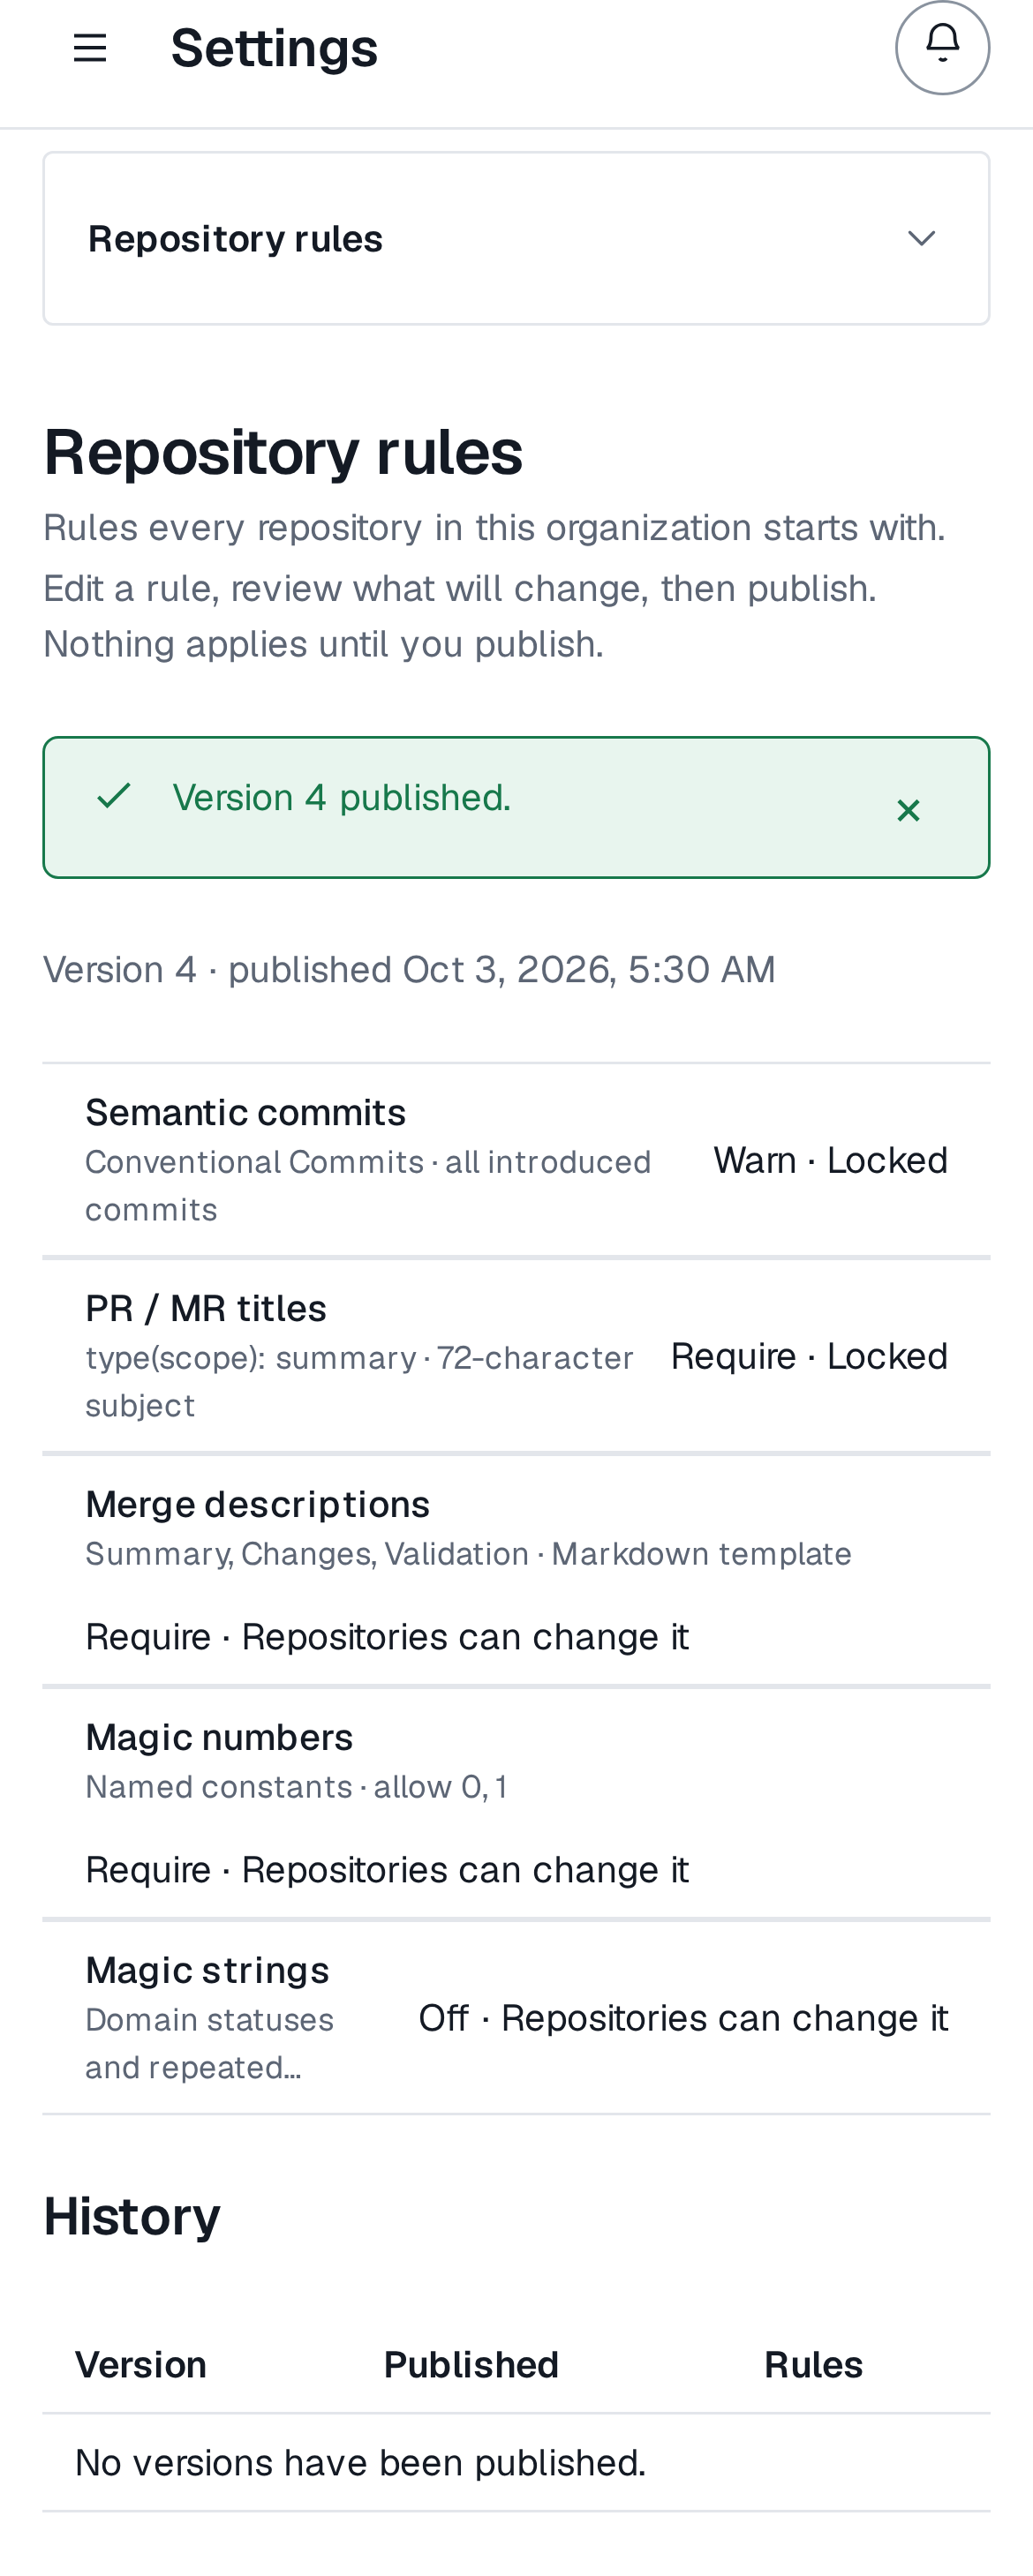 Settings
Repository rules
Repository rules
Rules every repository in this organization starts with.
Edit a rule, review what will change, then publish.
Nothing applies until you publish.
Version 4 published.
Version 4 · published Oct 3, 2026, 5:30 AM
Semantic commits
Conventional Commits · all introduced
commits
Warn · Locked
PR / MR titles
type(scope): summary · 72-character
subject
Require · Locked
Merge descriptions
Summary, Changes, Validation · Markdown template
Require · Repositories can change it
Magic numbers
Named constants · allow 0, 1
Require · Repositories can change it
Magic strings
Domain statuses
and repeated…
Off · Repositories can change it
History
Version Published Rules
No versions have been published.